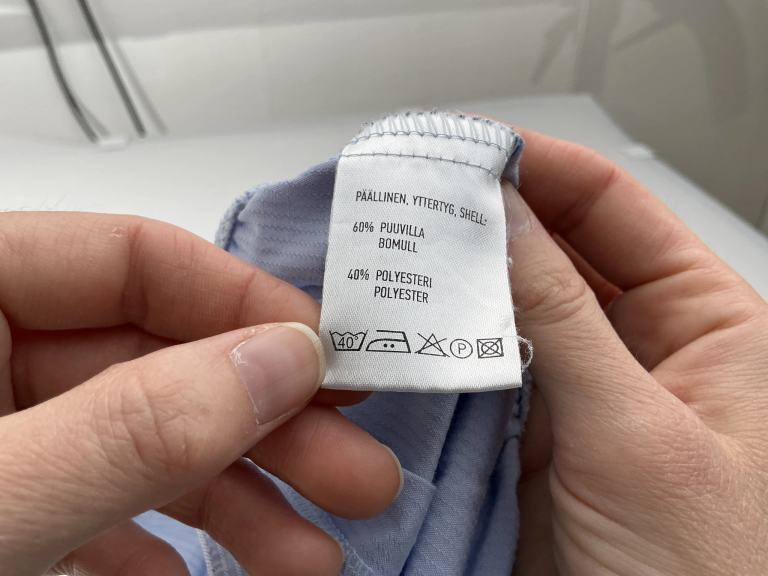 PÄÄLLINEN, YTTERTYG, SHELL:
60% PUUVILLA
BOMULL
40% POLYESTERI
POLYESTER
40° P